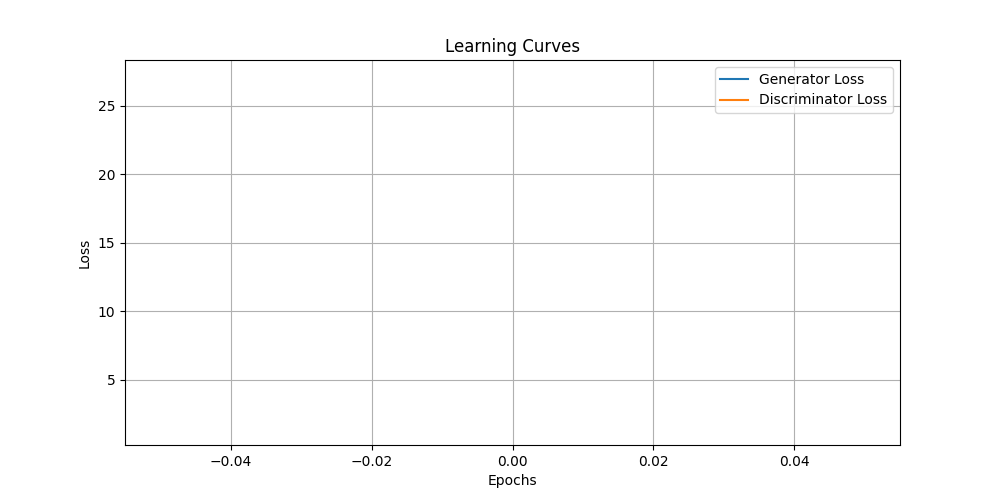 Learning Curves
Generator Loss
Discriminator Loss
25
20
15
10
5
Loss
−0.04
−0.02
0.00
0.02
0.04
Epochs